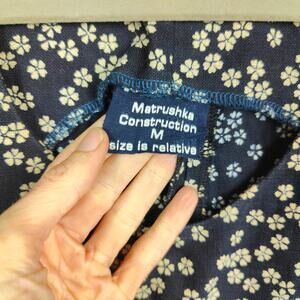 Matrushka
Construction
M
size is relative